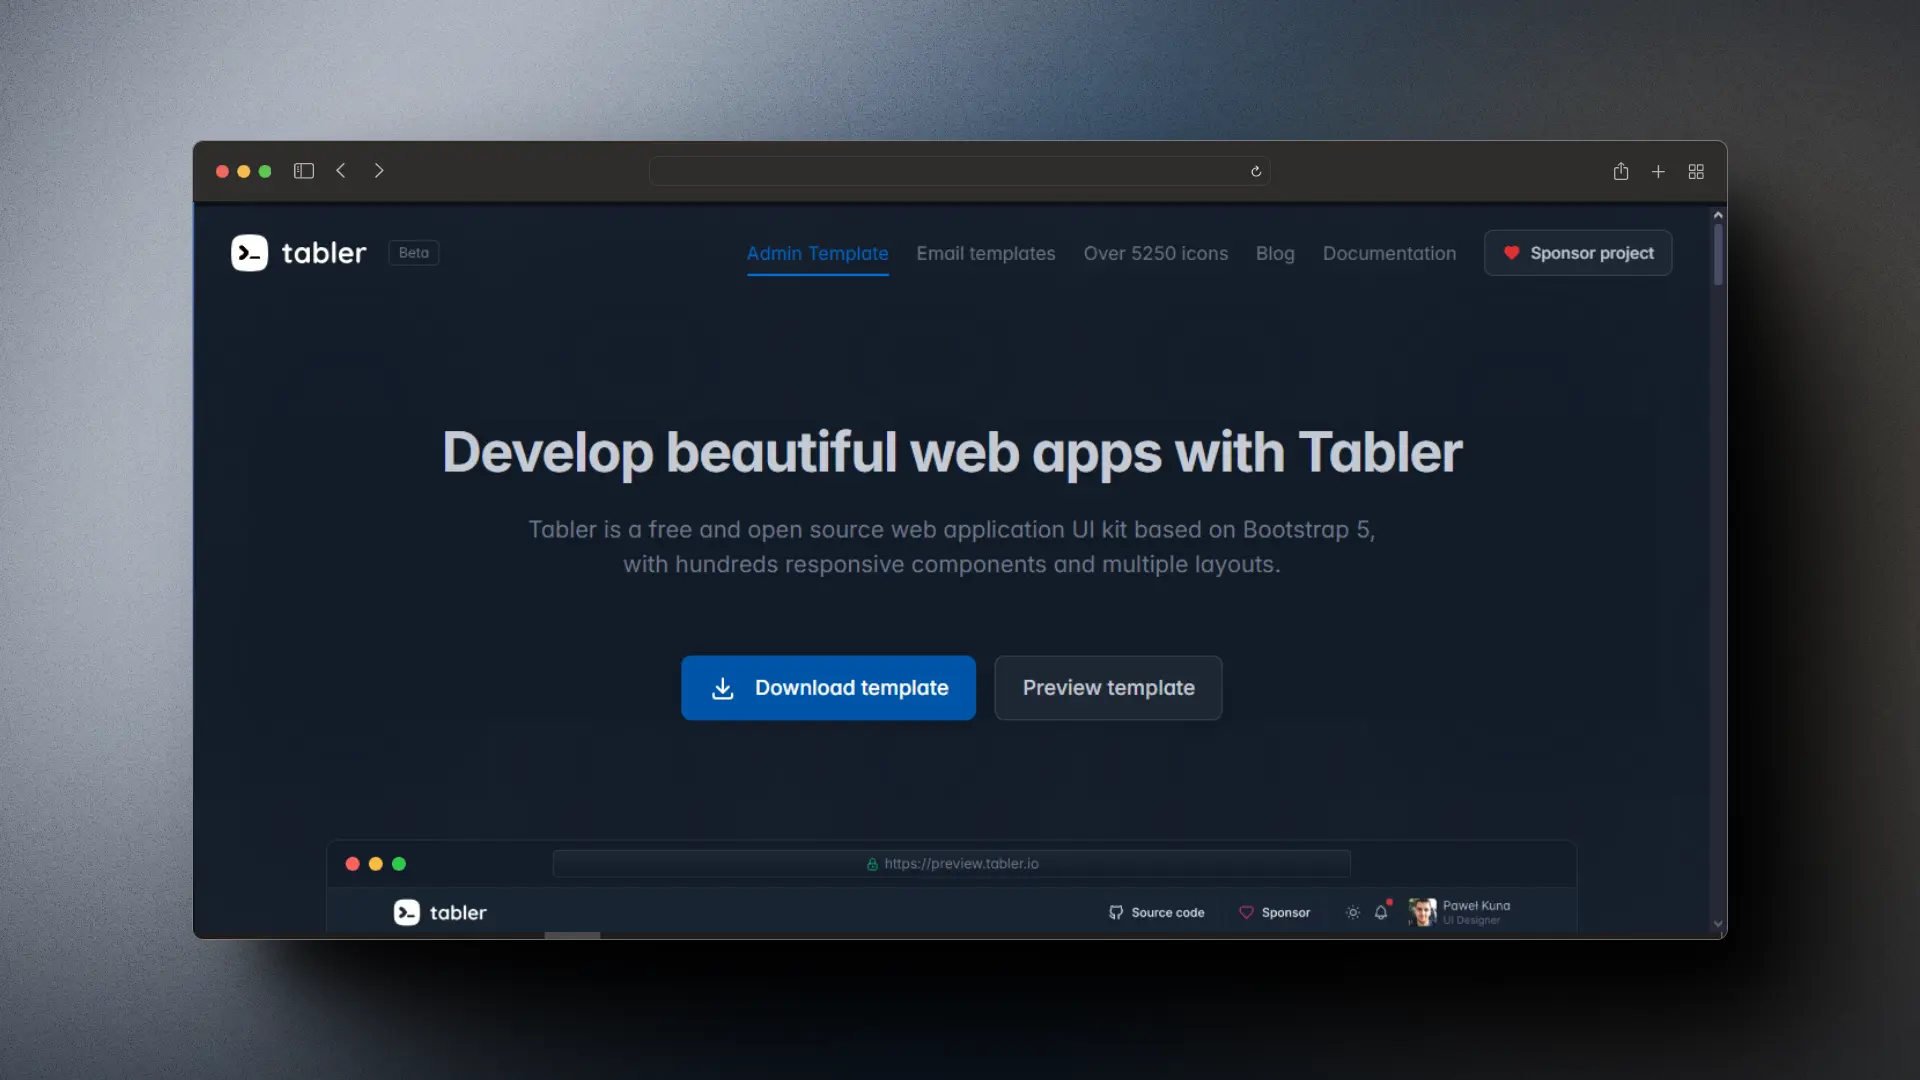 tabler Beta Admin Template Email templates Over 5250 icons Blog Documentation Sponsor project
Develop beautiful web apps with Tabler
Tabler is a free and open source web application UI kit based on Bootstrap 5,
with hundreds responsive components and multiple layouts.
Download template Preview template
https://preview.tabler.io
tabler Source code Sponsor Paweł Kuna
UI Designer